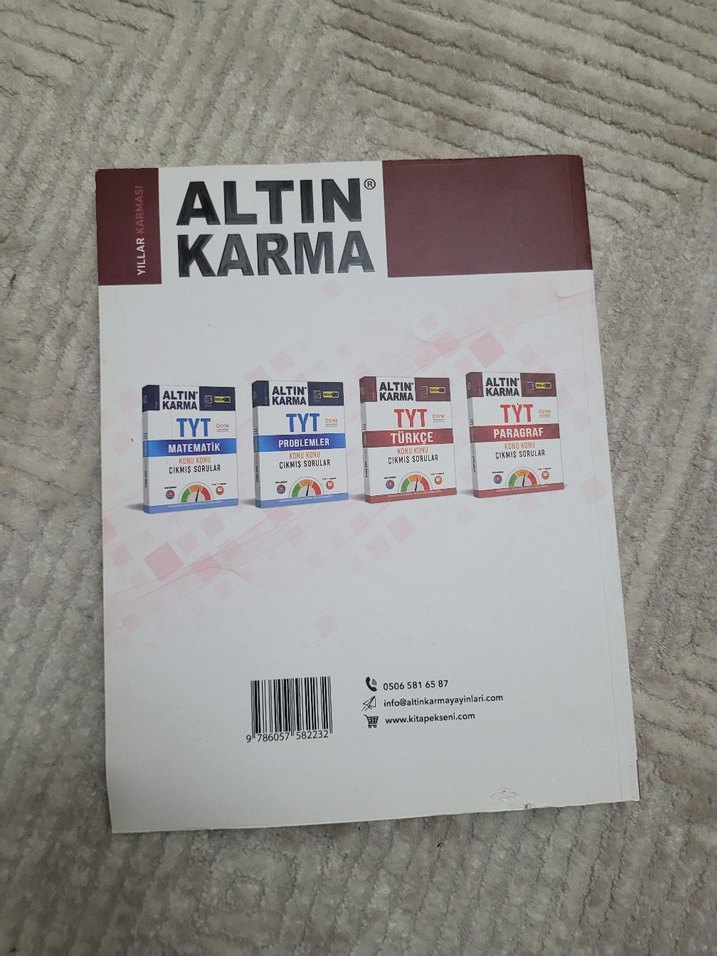 YILLAR KARMASI
ALTIN®
KARMA
ALTIN
KARMA
TYT
MATEMATİK
KONU KONU
ÇIKMIŞ SORULAR
ALTIN
KARMA
TYT
PROBLEMLER
KONU KONU
ÇIKMIŞ SORULAR
ALTIN
KARMA
TYT
TÜRKÇE
KONU KONU
ÇIKMIŞ SORULAR
ALTIN
KARMA
TYT
PARAGRAF
KONU KONU
ÇIKMIŞ SORULAR
9 786057 582232
0506 581 65 87
info@altinkarmayayinlari.com
www.kitapekseni.com